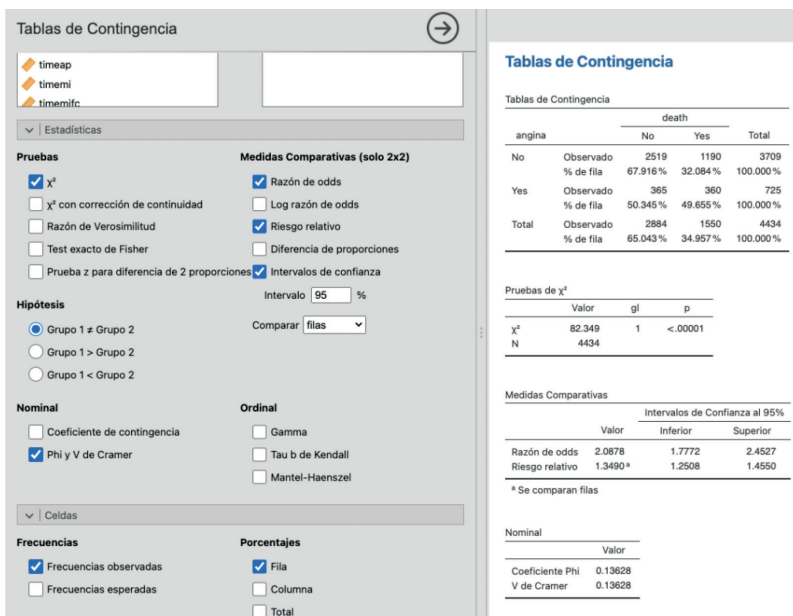 Tablas de Contingencia
timeap
timemi
timemifc
Estadísticas
Pruebas
χ²
χ² con corrección de continuidad
Razón de Verosimilitud
Test exacto de Fisher
Prueba z para diferencia de 2 proporciones
Hipótesis
Grupo 1 ≠ Grupo 2
Grupo 1 > Grupo 2
Grupo 1 < Grupo 2
Medidas Comparativas (solo 2x2)
Razón de odds
Log razón de odds
Riesgo relativo
Diferencia de proporciones
Intervalos de confianza
Intervalo 95 %
Comparar filas
Nominal
Coeficiente de contingencia
Phi y V de Cramer
Ordinal
Gamma
Tau b de Kendall
Mantel-Haenszel
Celdas
Frecuencias
Frecuencias observadas
Frecuencias esperadas
Porcentajes
Fila
Columna
Total
Tablas de Contingencia
Tablas de Contingencia
death
angina No Yes Total
No Observado 2519 1190 3709
% de fila 67.916 % 32.084 % 100.000 %
Yes Observado 365 360 725
% de fila 50.345 % 49.655 % 100.000 %
Total Observado 2884 1550 4434
% de fila 65.043 % 34.957 % 100.000 %
Pruebas de χ²
Valor gl p
χ² 82.349 1 <.00001
N 4434
Medidas Comparativas
Intervalos de Confianza al 95%
Valor Inferior Superior
Razón de odds 2.0878 1.7772 2.4527
Riesgo relativo 1.3490 ª 1.2508 1.4550
ª Se comparan filas
Nominal
Valor
Coeficiente Phi 0.13628
V de Cramer 0.13628